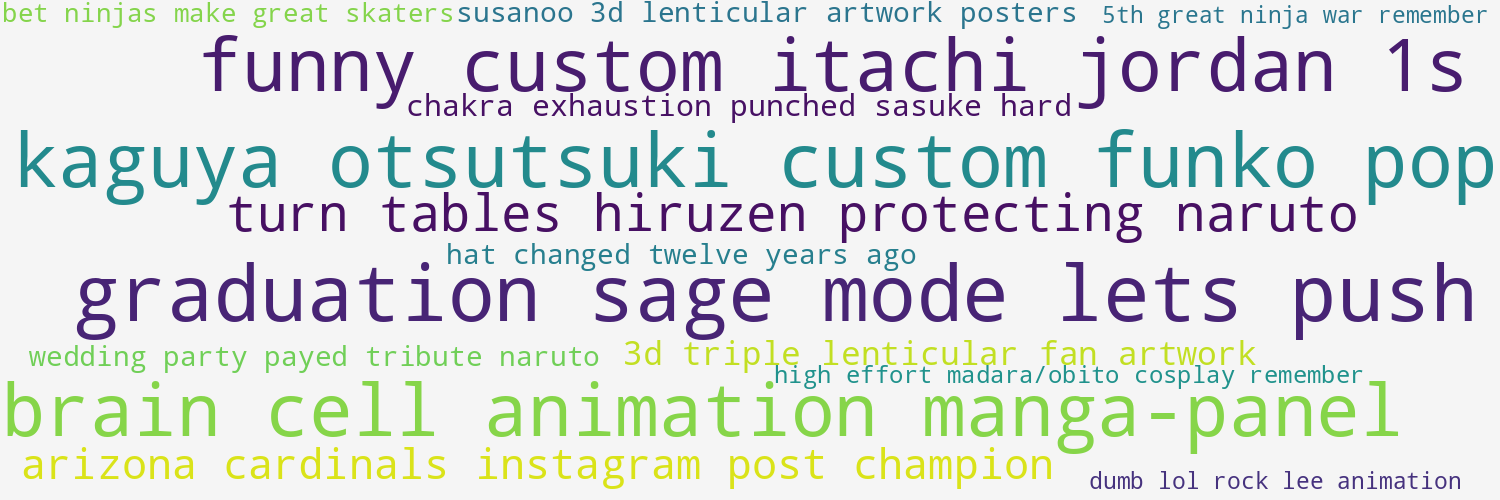 bet ninjas make great skaters
susanoo 3d lenticular artwork posters
5th great ninja war remember
funny custom itachi jordan 1s
chakra exhaustion punched sasuke hard
kaguya otsutsuki custom funko pop
turn tables hiruzen protecting naruto
hat changed twelve years ago
graduation sage mode lets push
wedding party payed tribute naruto
3d triple lenticular fan artwork
high effort madara/obito cosplay remember
brain cell animation manga-panel
arizona cardinals instagram post champion
dumb lol rock lee animation